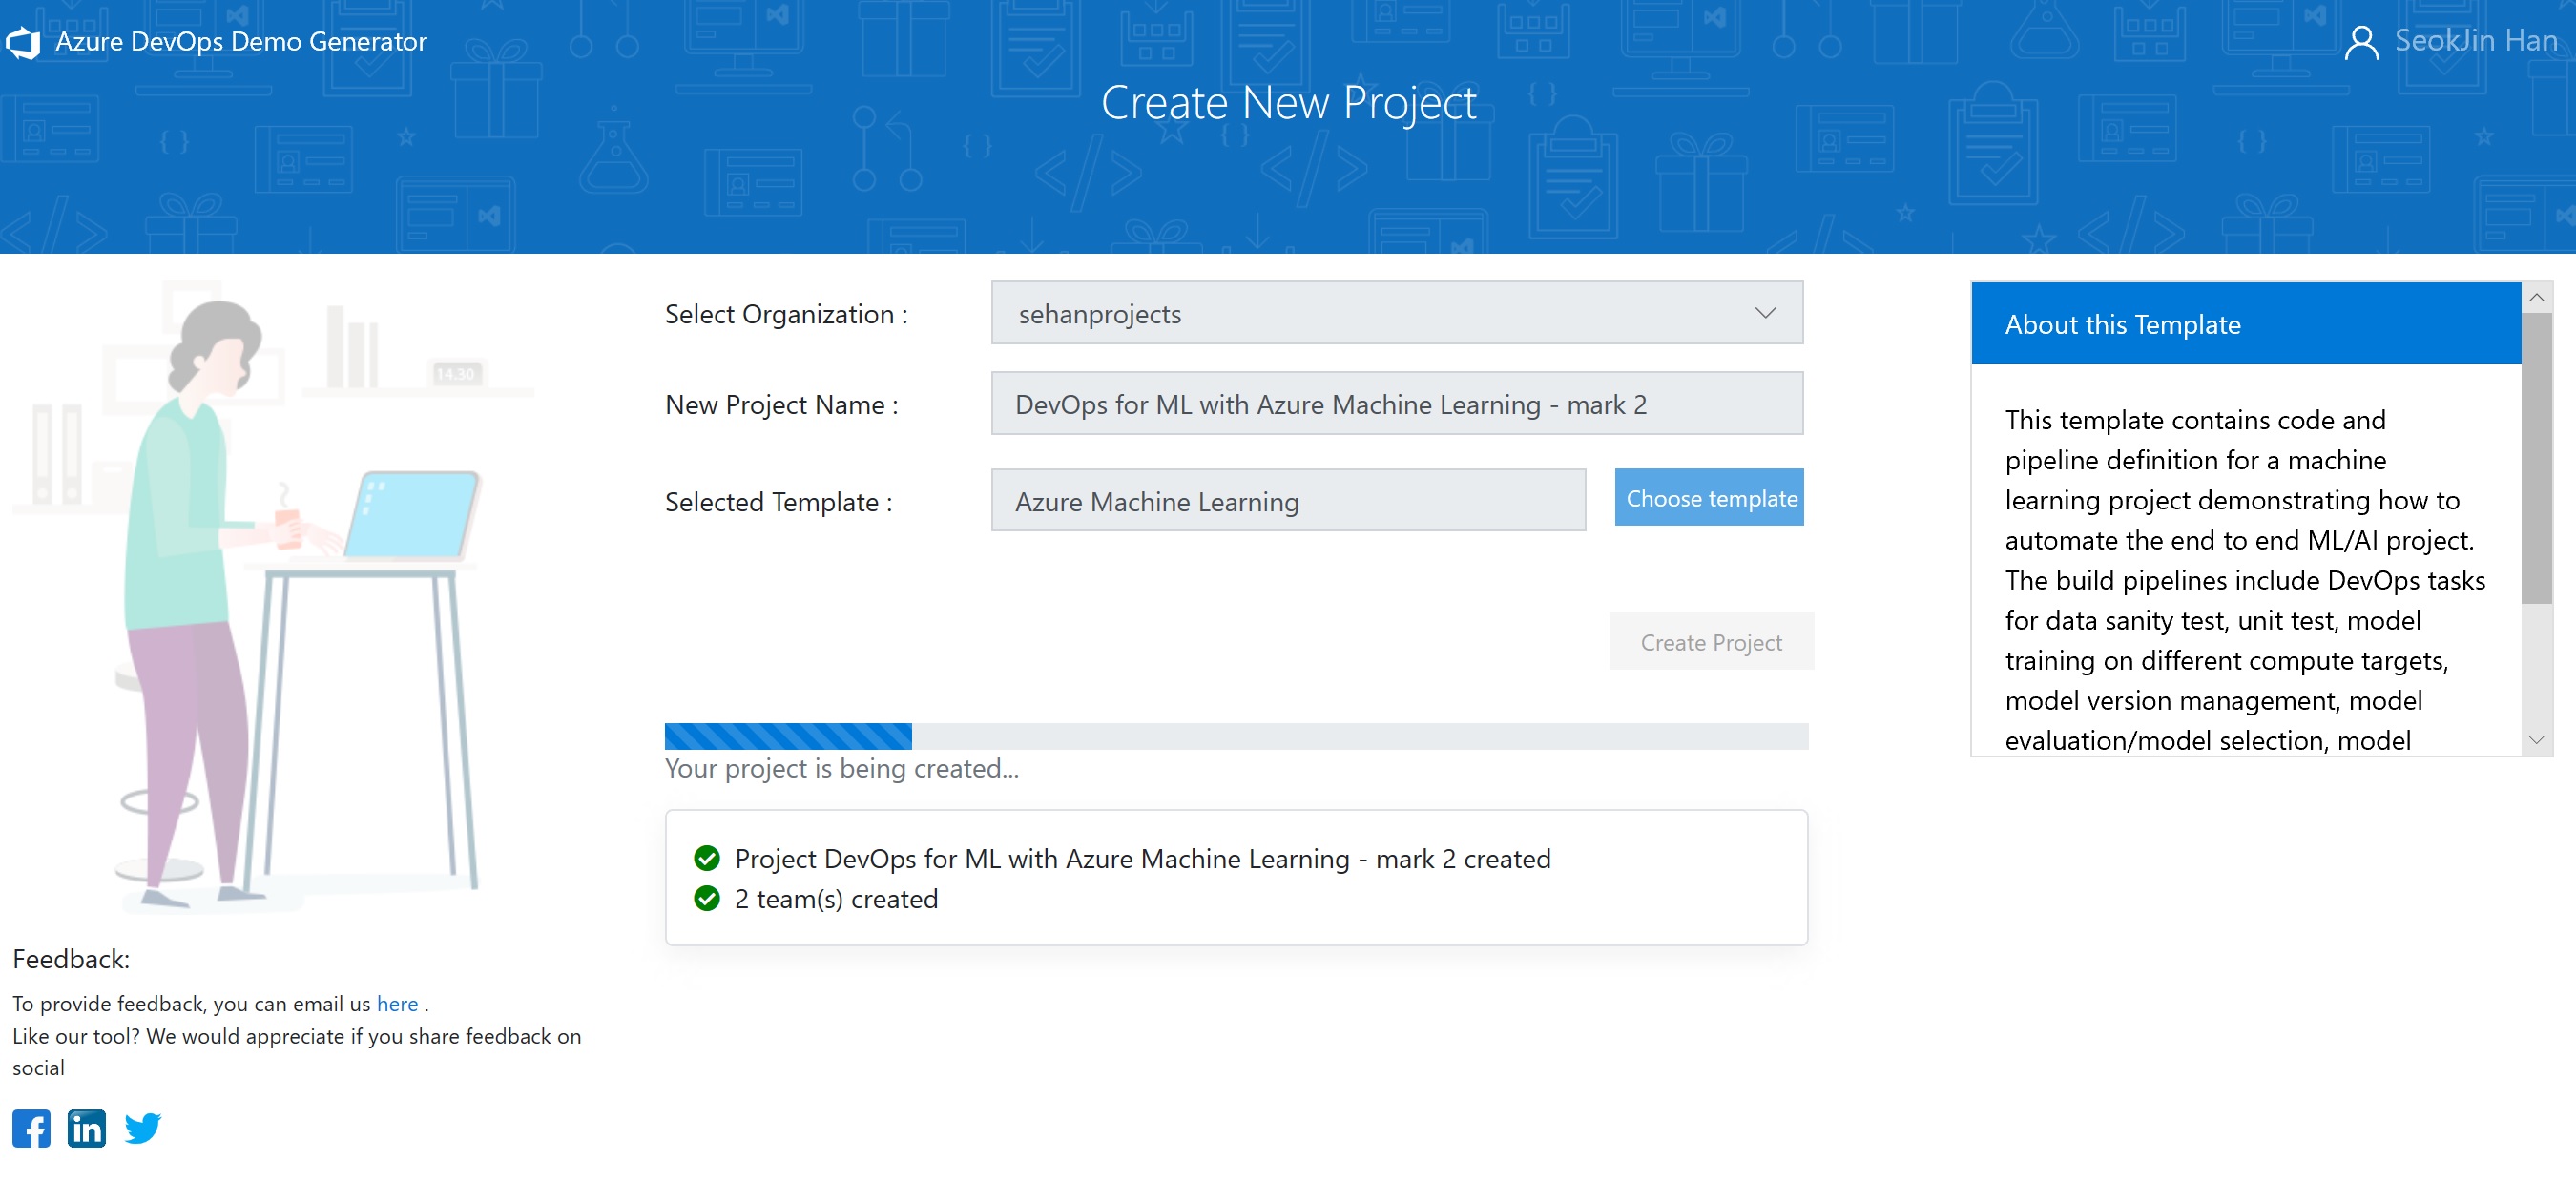 Azure DevOps Demo Generator
SeokJin Han
Create New Project
14.30
Select Organization :
sehanprojects
New Project Name :
DevOps for ML with Azure Machine Learning - mark 2
Selected Template :
Azure Machine Learning
Choose template
Create Project
Your project is being created...
Project DevOps for ML with Azure Machine Learning - mark 2 created
2 team(s) created
About this Template
This template contains code and
pipeline definition for a machine
learning project demonstrating how to
automate the end to end ML/AI project.
The build pipelines include DevOps tasks
for data sanity test, unit test, model
training on different compute targets,
model version management, model
evaluation/model selection, model
Feedback:
To provide feedback, you can email us here .
Like our tool? We would appreciate if you share feedback on
social